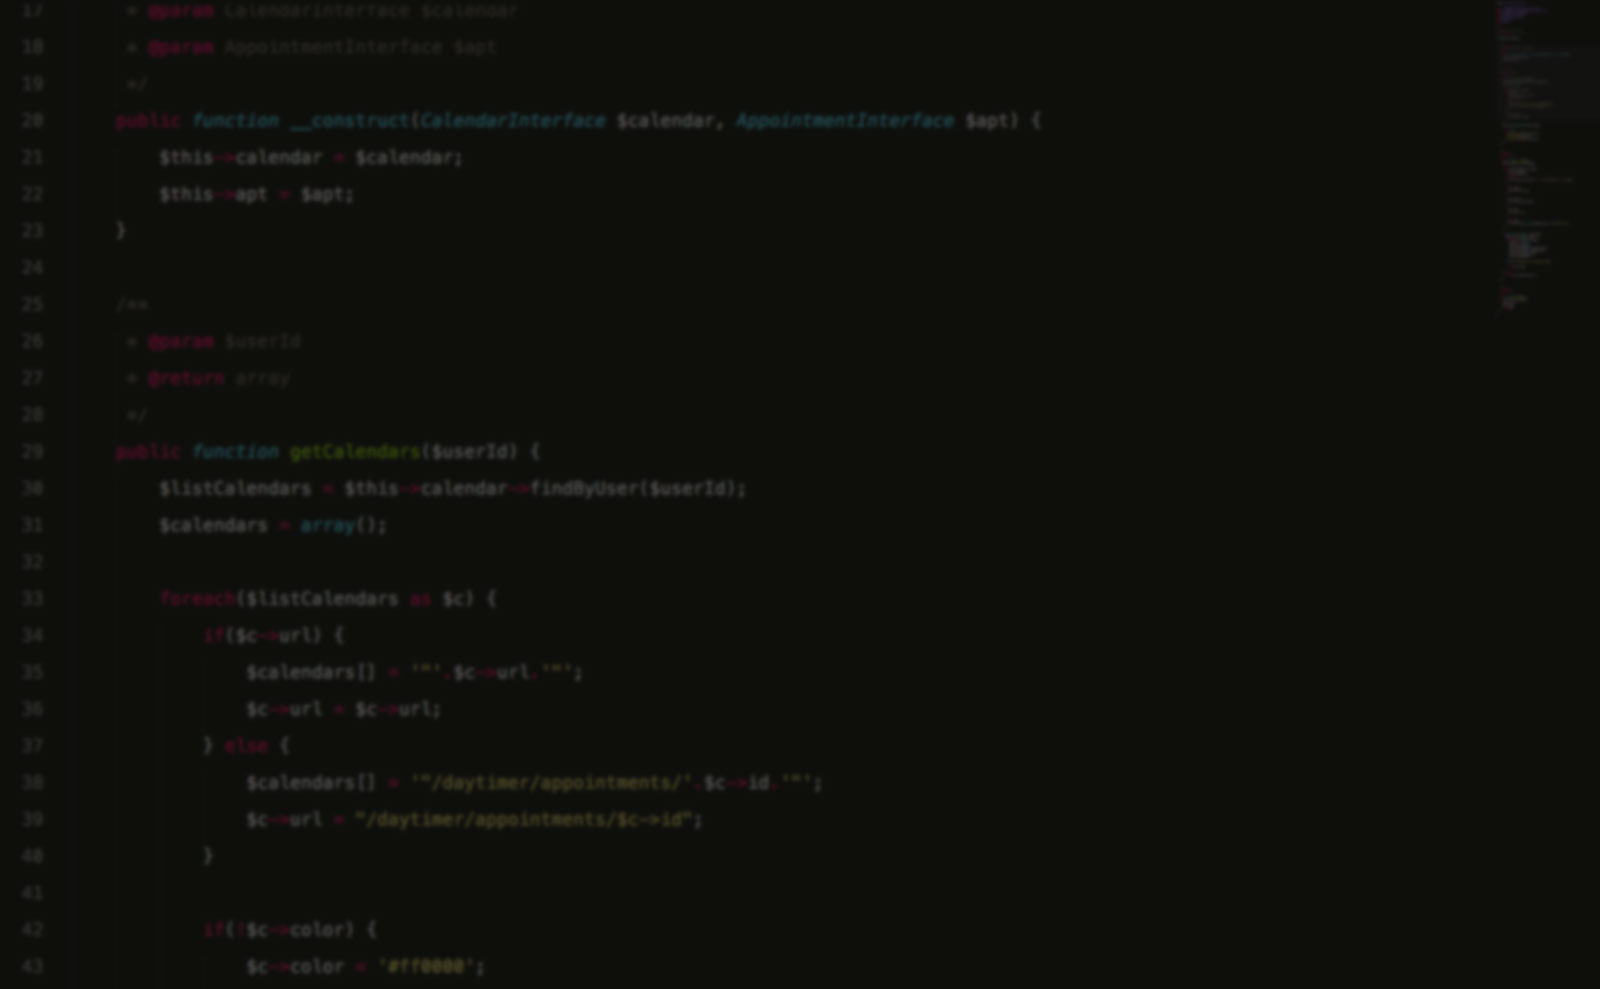 17 * @param CalendarInterface $calendar
18 * @param AppointmentInterface $apt
19 */
20 public function __construct(CalendarInterface $calendar, AppointmentInterface $apt) {
21 $this->calendar = $calendar;
22 $this->apt = $apt;
23 }
24
25 /**
26 * @param $userId
27 * @return array
28 */
29 public function getCalendars($userId) {
30 $listCalendars = $this->calendar->findByUser($userId);
31 $calendars = array();
32
33 foreach($listCalendars as $c) {
34 if($c->url) {
35 $calendars[] = '"'.$c->url.'"';
36 $c->url = $c->url;
37 } else {
38 $calendars[] = '"/daytimer/appointments/'.$c->id.'"';
39 $c->url = "/daytimer/appointments/$c->id";
40 }
41
42 if(!$c->color) {
43 $c->color = '#ff0000';